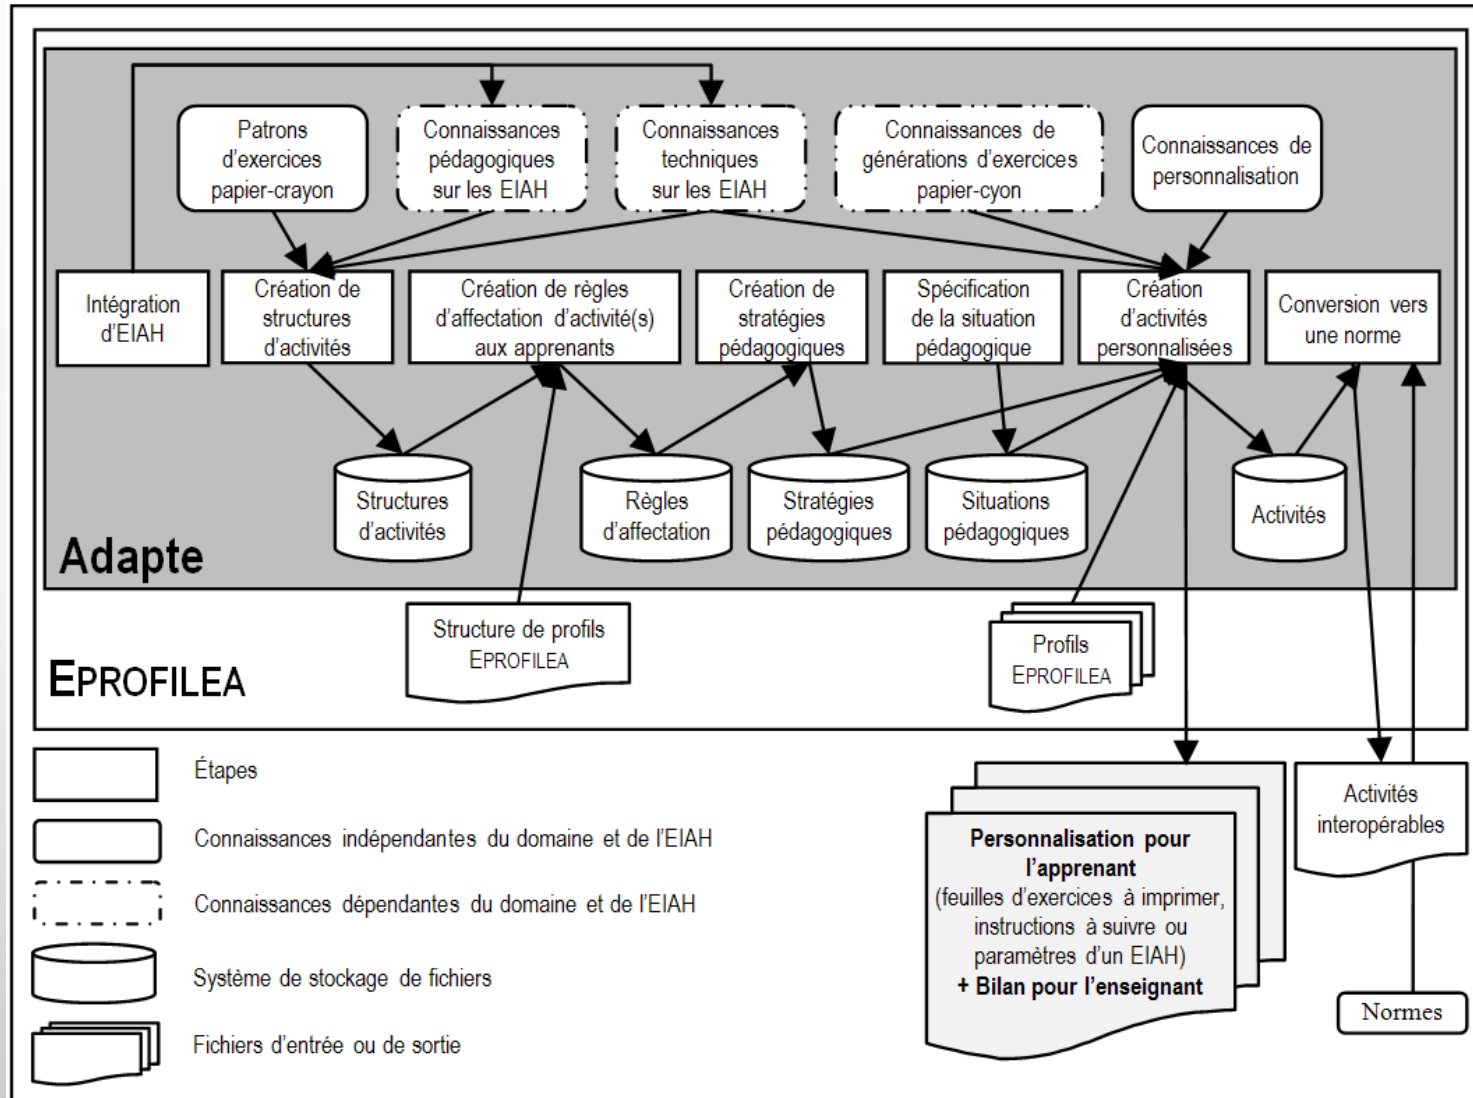 Patrons
d'exercices
papier-crayon
Connaissances
pédagogiques
sur les EIAH
Connaissances
techniques
sur les EIAH
Connaissances de
générations d'exercices
papier-cyon
Connaissances de
personnalisation
Intégration
d'EIAH
Création de
structures
d'activités
Création de règles
d'affectation d'activité(s)
aux apprenants
Création de
stratégies
pédagogiques
Spécification
de la situation
pédagogique
Création
d'activités
personnalisées
Conversion vers
une norme
Structures
d'activités
Règles
d'affectation
Stratégies
pédagogiques
Situations
pédagogiques
Activités
Adapte
Structure de profils
EPROFILEA
Profils
EPROFILEA
EPROFILEA
Étapes
Connaissances indépendantes du domaine et de l'EIAH
Connaissances dépendantes du domaine et de l'EIAH
Système de stockage de fichiers
Fichiers d'entrée ou de sortie
Personnalisation pour
l'apprenant
(feuilles d'exercices à imprimer,
instructions à suivre ou
paramètres d'un EIAH)
+ Bilan pour l'enseignant
Activités
interopérables
Normes